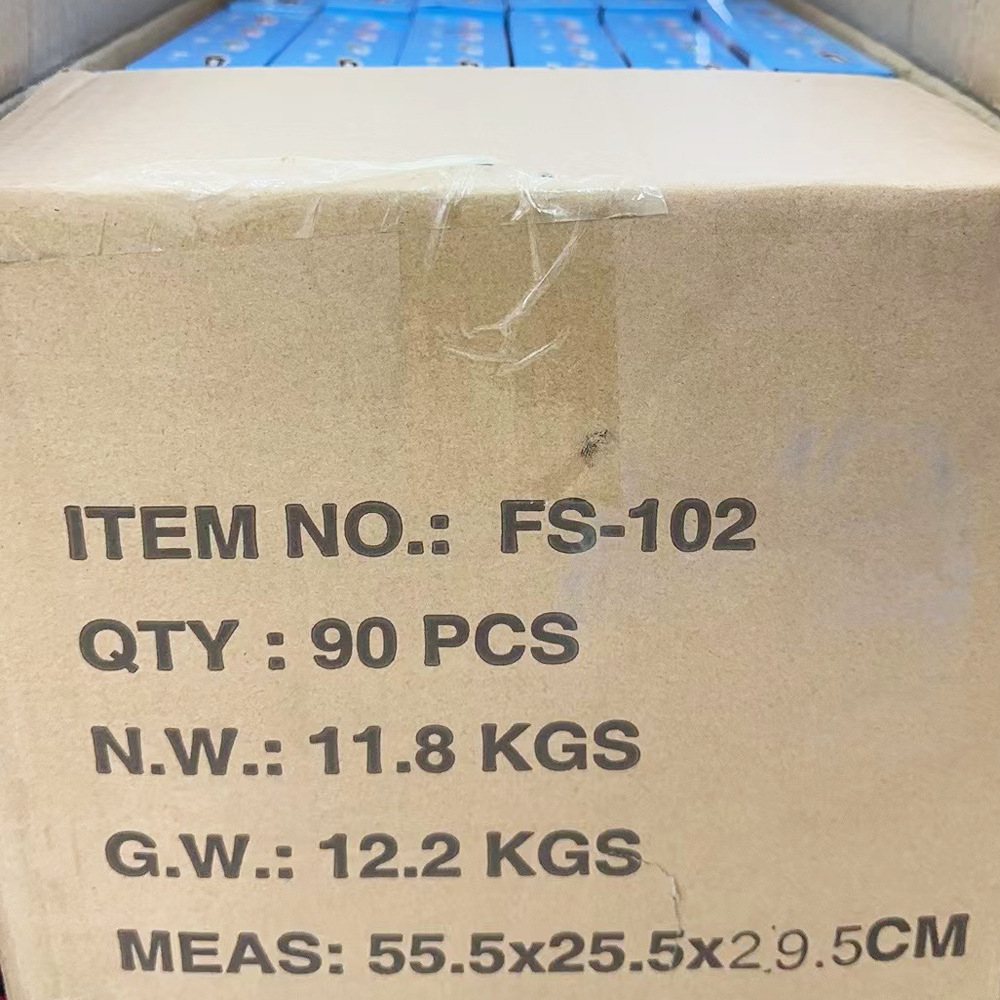 ITEM NO.: FS-102
QTY : 90 PCS
N.W.: 11.8 KGS
G.W.: 12.2 KGS
MEAS: 55.5x25.5x29.5CM